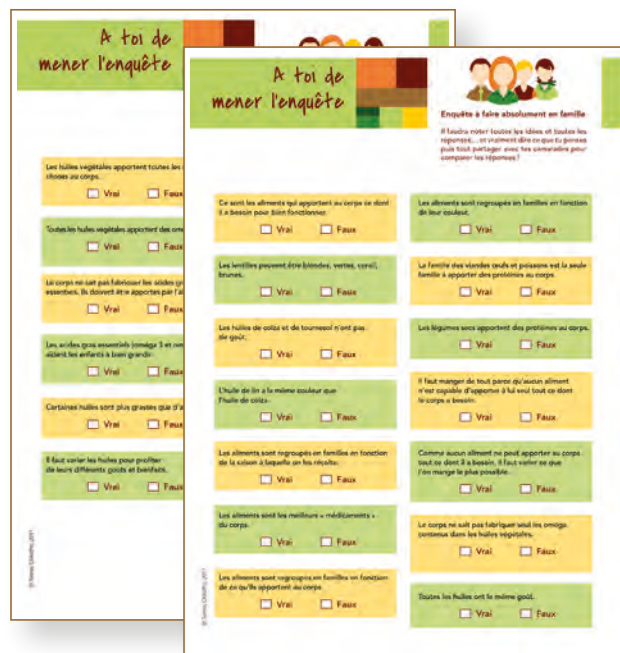 A toi de
mener l'enquête
Les huiles végétales apportent toutes les
choses au corps.
Vrai Faux
Toutes les huiles végétales apportent des
Vrai Faux
Le corps ne sait pas fabriquer les acides
essentiels. Ils doivent être apportés par
Vrai Faux
Les acides gras essentiels (oméga 3 et
aident les enfants à bien grandir.
Vrai Faux
Certaines huiles sont plus grasses que
Vrai Faux
Il faut varier les huiles pour profiter
de leurs différents goûts et bienfaits.
Vrai Faux
A toi de
mener l'enquête
Enquête à faire absolument en famille
Il faudra noter toutes les idées et toutes les
réponses... et vraiment dire ce que tu penses
puis tout partager avec tes camarades pour
comparer les réponses !
Ce sont les aliments qui apportent au corps ce dont
il a besoin pour bien fonctionner.
Vrai Faux
Les lentilles peuvent être blondes, vertes, corail,
brunes.
Vrai Faux
Les huiles de colza et de tournesol n'ont pas
de goût.
Vrai Faux
L'huile de lin a la même couleur que
l'huile de colza.
Vrai Faux
Les aliments sont regroupés en familles en fonction
de la saison à laquelle on les récolte.
Vrai Faux
Les aliments sont les meilleurs « médicaments »
du corps.
Vrai Faux
Les aliments sont regroupés en familles en fonction
de ce qu'ils apportent au corps.
Vrai Faux
Les aliments sont regroupés en familles en fonction
de leur couleur.
Vrai Faux
La famille des viandes œufs et poissons est la seule
famille à apporter des protéines au corps.
Vrai Faux
Les légumes secs apportent des protéines au corps.
Vrai Faux
Il faut manger de tout parce qu'aucun aliment
n'est capable d'apporter à lui seul tout ce dont
le corps a besoin.
Vrai Faux
Comme aucun aliment ne peut apporter au corps
tout ce dont il a besoin, il faut varier ce que
l'on mange le plus possible.
Vrai Faux
Le corps ne sait pas fabriquer seul les oméga
contenus dans les huiles végétales.
Vrai Faux
Toutes les huiles ont le même goût.
Vrai Faux